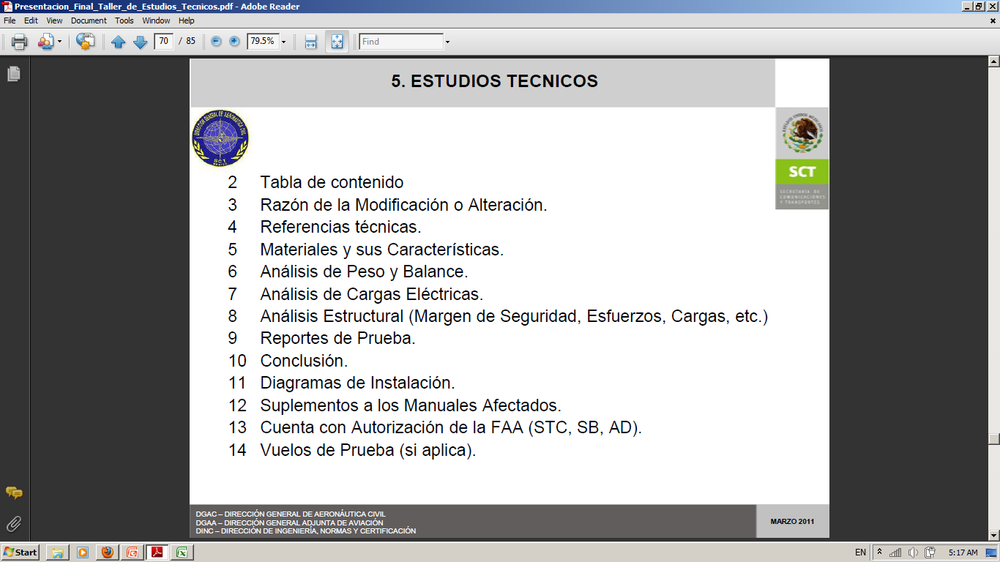 Presentacion_Final_Taller_de_Estudios_Tecnicos.pdf - Adobe Reader
File Edit View Document Tools Window Help
70 / 85 79.5% Find
5. ESTUDIOS TECNICOS
DIRECCIÓN GENERAL DE AERONÁUTICA CIVIL
SCT
MEXICO
ESTADOS UNIDOS MEXICANOS
SCT
SECRETARÍA DE
COMUNICACIONES
Y TRANSPORTES
2 Tabla de contenido
3 Razón de la Modificación o Alteración.
4 Referencias técnicas.
5 Materiales y sus Características.
6 Análisis de Peso y Balance.
7 Análisis de Cargas Eléctricas.
8 Análisis Estructural (Margen de Seguridad, Esfuerzos, Cargas, etc.)
9 Reportes de Prueba.
10 Conclusión.
11 Diagramas de Instalación.
12 Suplementos a los Manuales Afectados.
13 Cuenta con Autorización de la FAA (STC, SB, AD).
14 Vuelos de Prueba (si aplica).
DGAC – DIRECCIÓN GENERAL DE AERONÁUTICA CIVIL
DGAA – DIRECCIÓN GENERAL ADJUNTA DE AVIACIÓN
DINC – DIRECCIÓN DE INGENIERÍA, NORMAS Y CERTIFICACIÓN
MARZO 2011
Start EN 5:17 AM